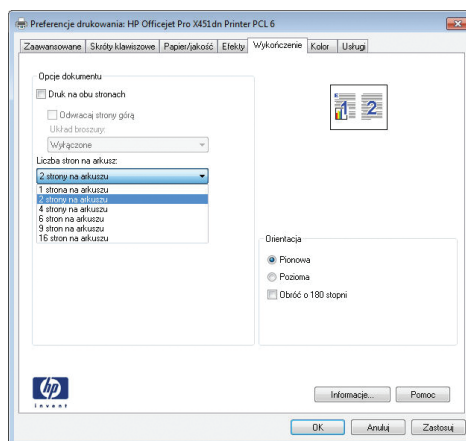 Preferencje drukowania: HP Officejet Pro X451dn Printer PCL 6
Zaawansowane Skróty klawiszowe Papier/jakość Efekty Wykończenie Kolor Usługi
Opcje dokumentu
Druk na obu stronach
Odwracaj strony górą
Układ broszury:
Wyłączone
Liczba stron na arkusz:
2 strony na arkuszu
1 strona na arkuszu
2 strony na arkuszu
4 strony na arkuszu
6 stron na arkuszu
9 stron na arkuszu
16 stron na arkuszu
1 2
Orientacja
Pionowa
Pozioma
Obróć o 180 stopni
hp
invent
Informacje... Pomoc
OK Anuluj Zastosuj